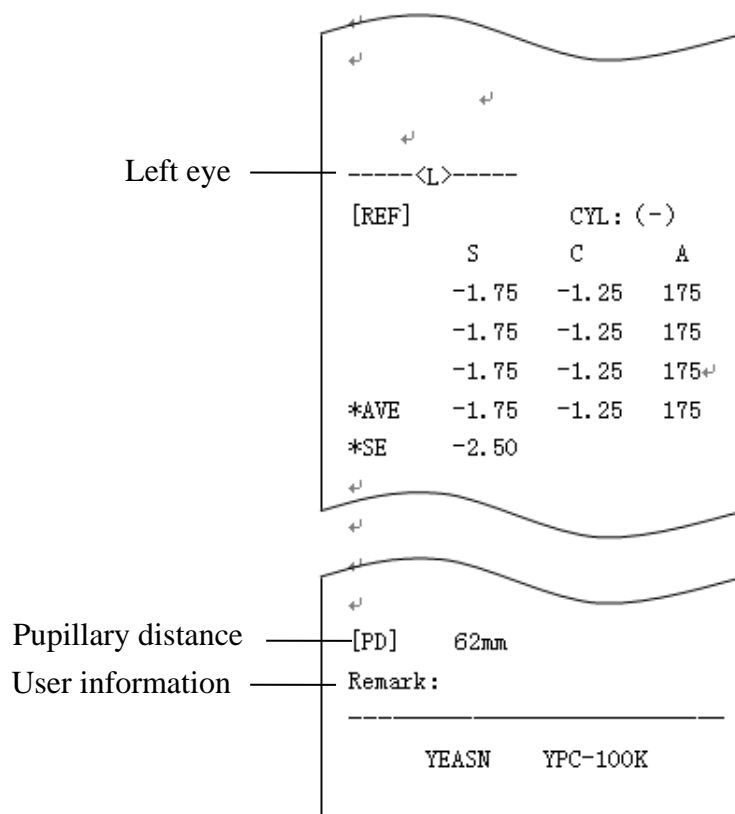 Left eye -----<L>-----
[REF] CYL: (-)
S C A
-1.75 -1.25 175
-1.75 -1.25 175
-1.75 -1.25 175
*AVE -1.75 -1.25 175
*SE -2.50
Pupillary distance [PD] 62mm
User information Remark:
YEASN YPC-100K